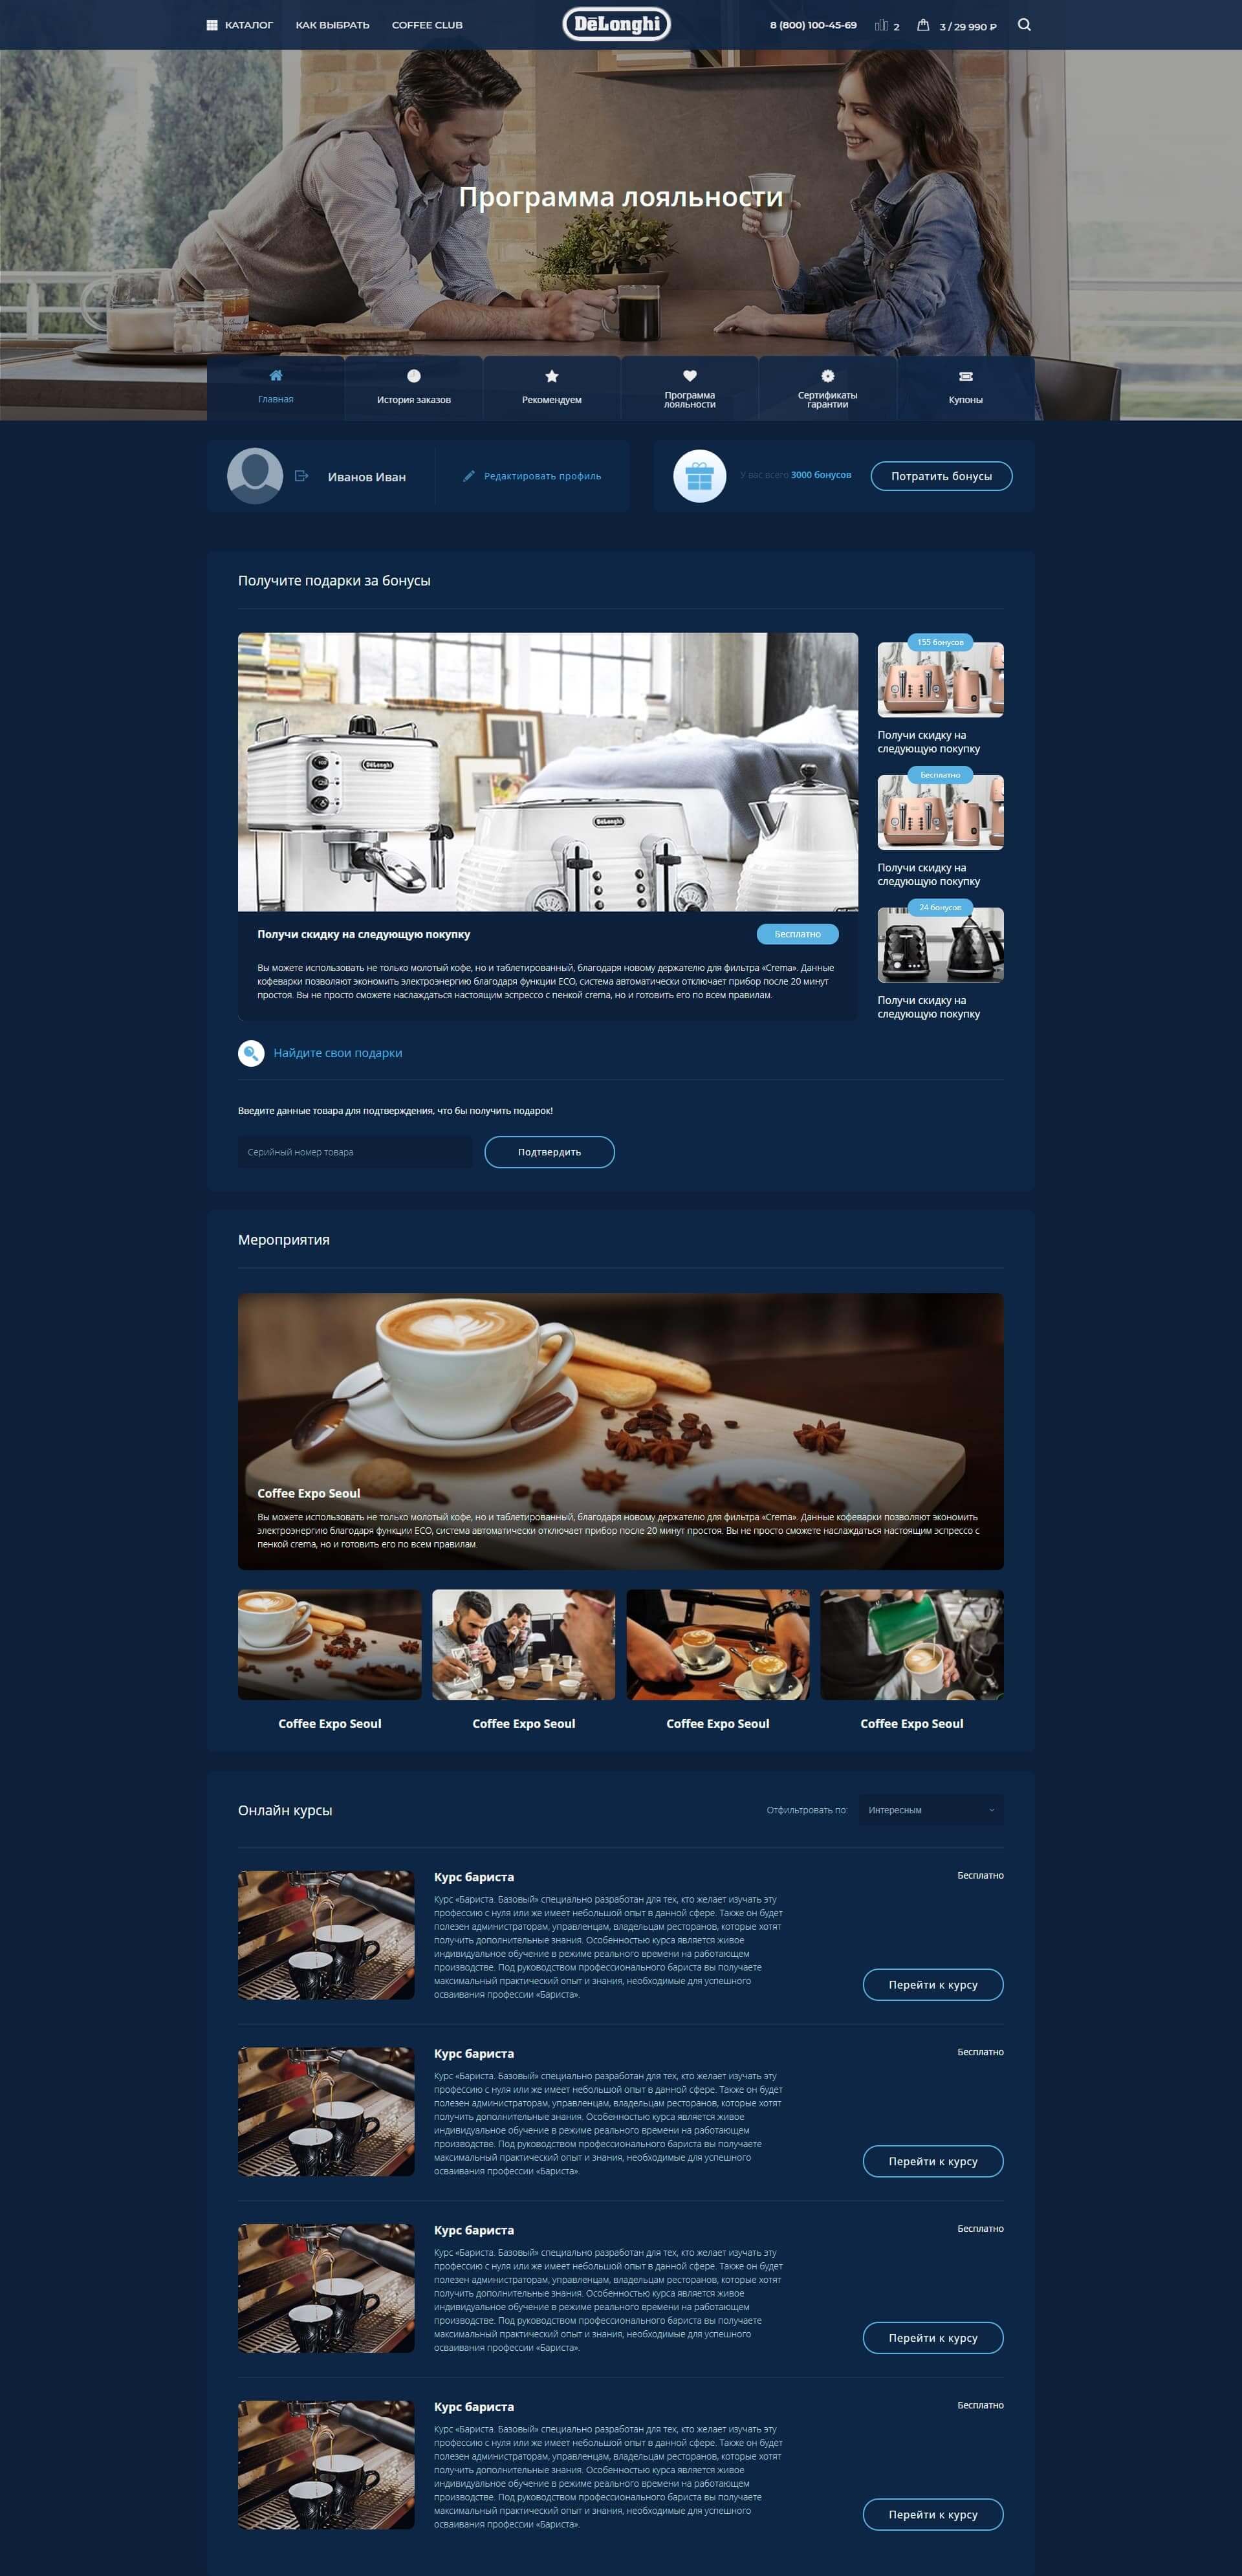 КАТАЛОГ
КАК ВЫБРАТЬ
COFFEE CLUB
DeLonghi
8 (800) 100-45-69
2
3 / 29 990 ₽
Программа лояльности
Главная
История заказов
Рекомендуем
Программа
лояльности
Сертификаты
гарантии
Купоны
Иванов Иван
Редактировать профиль
У вас всего 3000 бонусов
Потратить бонусы
Получите подарки за бонусы
DeLonghi
DeLonghi
155 бонусов
Получи скидку на
следующую покупку
Бесплатно
Получи скидку на
следующую покупку
24 бонусов
Получи скидку на
следующую покупку
Получи скидку на следующую покупку
Бесплатно
Вы можете использовать не только молотый кофе, но и таблетированный, благодаря новому держателю для фильтра «Crema». Данные
кофеварки позволяют экономить электроэнергию благодаря функции ECO, система автоматически отключает прибор после 20 минут
простоя. Вы не просто сможете наслаждаться настоящим эспрессо с пенкой crema, но и готовить его по всем правилам.
Найдите свои подарки
Введите данные товара для подтверждения, что бы получить подарок!
Серийный номер товара
Подтвердить
Мероприятия
Coffee Expo Seoul
Вы можете использовать не только молотый кофе, но и таблетированный, благодаря новому держателю для фильтра «Crema». Данные кофеварки позволяют экономить
электроэнергию благодаря функции ECO, система автоматически отключает прибор после 20 минут простоя. Вы не просто сможете наслаждаться настоящим эспрессо с
пенкой crema, но и готовить его по всем правилам.
Coffee Expo Seoul
Coffee Expo Seoul
Coffee Expo Seoul
Coffee Expo Seoul
Онлайн курсы
Отфильтровать по:
Интересным
Курс бариста
Бесплатно
Курс «Бариста. Базовый» специально разработан для тех, кто желает изучать эту
профессию с нуля или же имеет небольшой опыт в данной сфере. Также он будет
полезен администраторам, управленцам, владельцам ресторанов, которые хотят
получить дополнительные знания. Особенностью курса является живое
индивидуальное обучение в режиме реального времени на работающем
производстве. Под руководством профессионального бариста вы получаете
максимальный практический опыт и знания, необходимые для успешного
осваивания профессии «Бариста».
Перейти к курсу
Курс бариста
Бесплатно
Курс «Бариста. Базовый» специально разработан для тех, кто желает изучать эту
профессию с нуля или же имеет небольшой опыт в данной сфере. Также он будет
полезен администраторам, управленцам, владельцам ресторанов, которые хотят
получить дополнительные знания. Особенностью курса является живое
индивидуальное обучение в режиме реального времени на работающем
производстве. Под руководством профессионального бариста вы получаете
максимальный практический опыт и знания, необходимые для успешного
осваивания профессии «Бариста».
Перейти к курсу
Курс бариста
Бесплатно
Курс «Бариста. Базовый» специально разработан для тех, кто желает изучать эту
профессию с нуля или же имеет небольшой опыт в данной сфере. Также он будет
полезен администраторам, управленцам, владельцам ресторанов, которые хотят
получить дополнительные знания. Особенностью курса является живое
индивидуальное обучение в режиме реального времени на работающем
производстве. Под руководством профессионального бариста вы получаете
максимальный практический опыт и знания, необходимые для успешного
осваивания профессии «Бариста».
Перейти к курсу
Курс бариста
Бесплатно
Курс «Бариста. Базовый» специально разработан для тех, кто желает изучать эту
профессию с нуля или же имеет небольшой опыт в данной сфере. Также он будет
полезен администраторам, управленцам, владельцам ресторанов, которые хотят
получить дополнительные знания. Особенностью курса является живое
индивидуальное обучение в режиме реального времени на работающем
производстве. Под руководством профессионального бариста вы получаете
максимальный практический опыт и знания, необходимые для успешного
осваивания профессии «Бариста».
Перейти к курсу